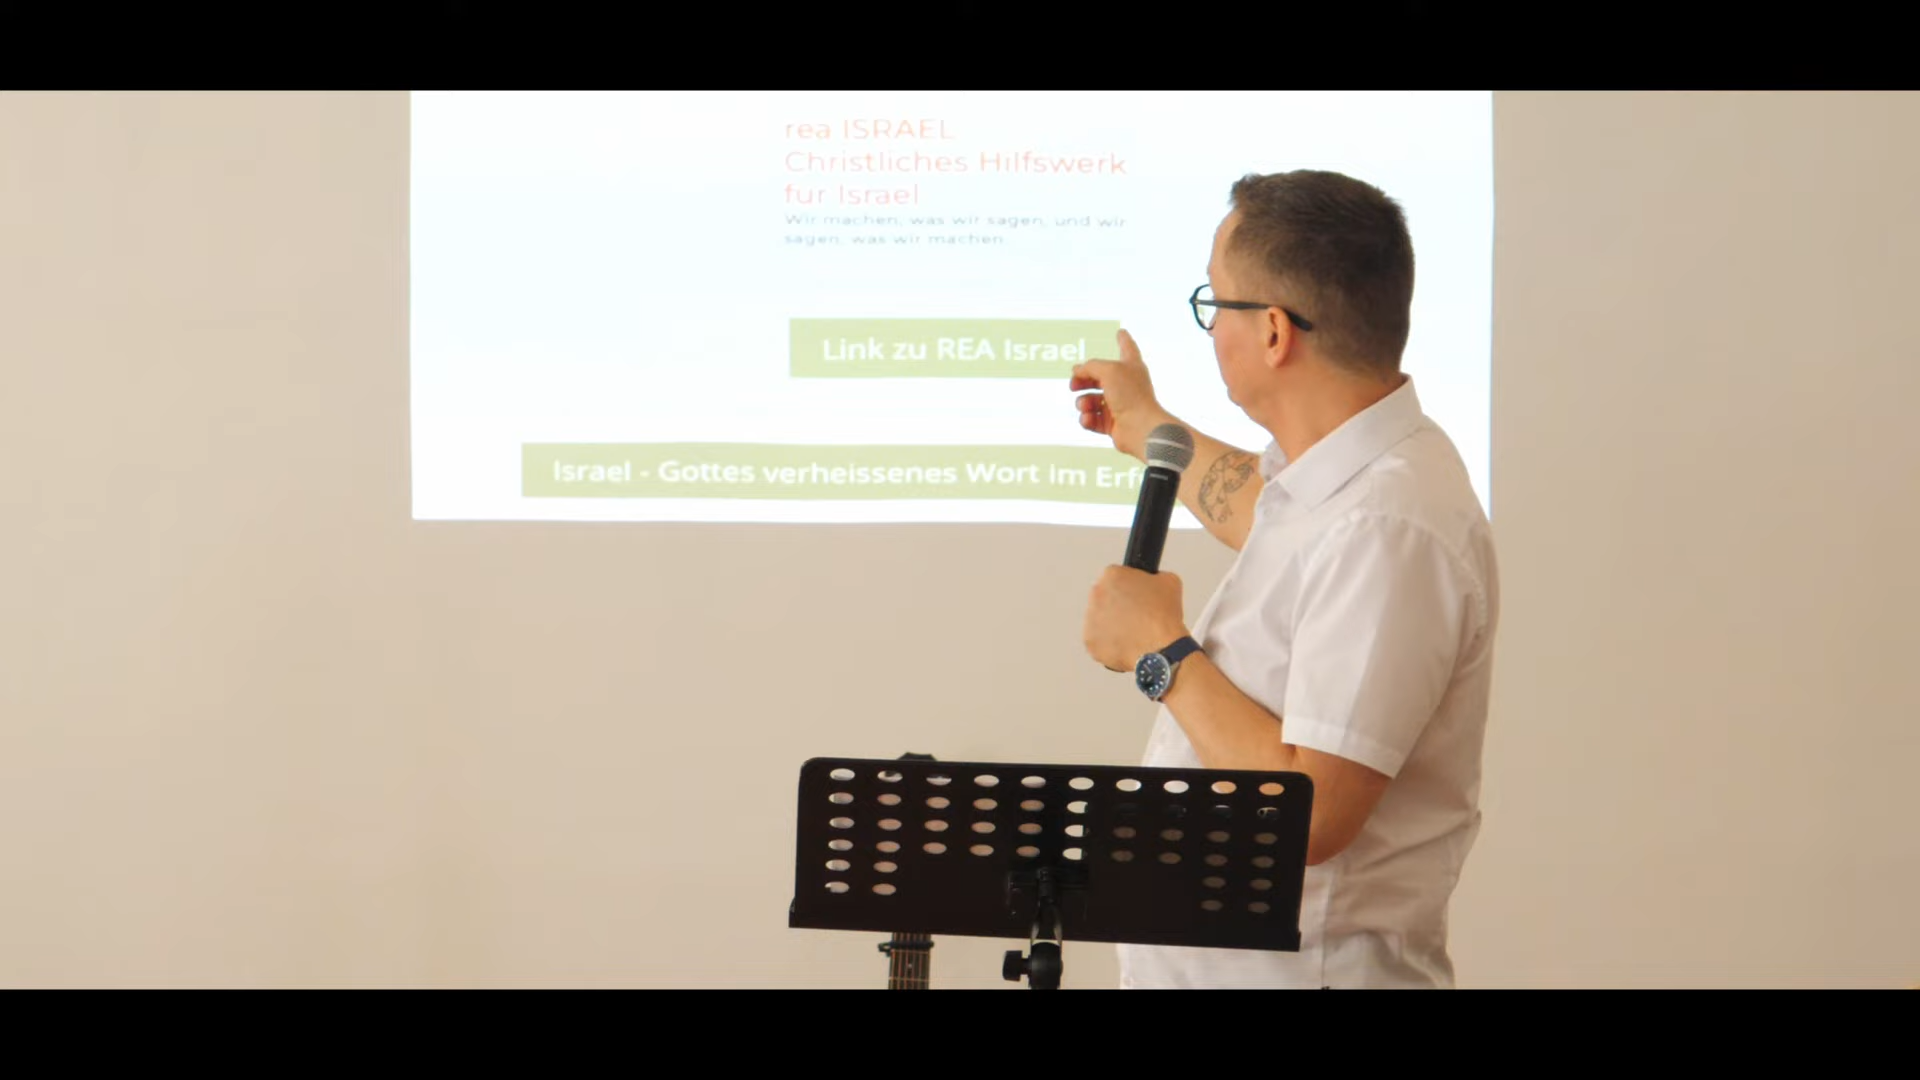 rea ISRAEL
Christliches Hilfswerk
für Israel
Wir machen, was wir sagen, und wir
sagen, was wir machen.
Link zu REA Israel
Israel - Gottes verheissenes Wort im